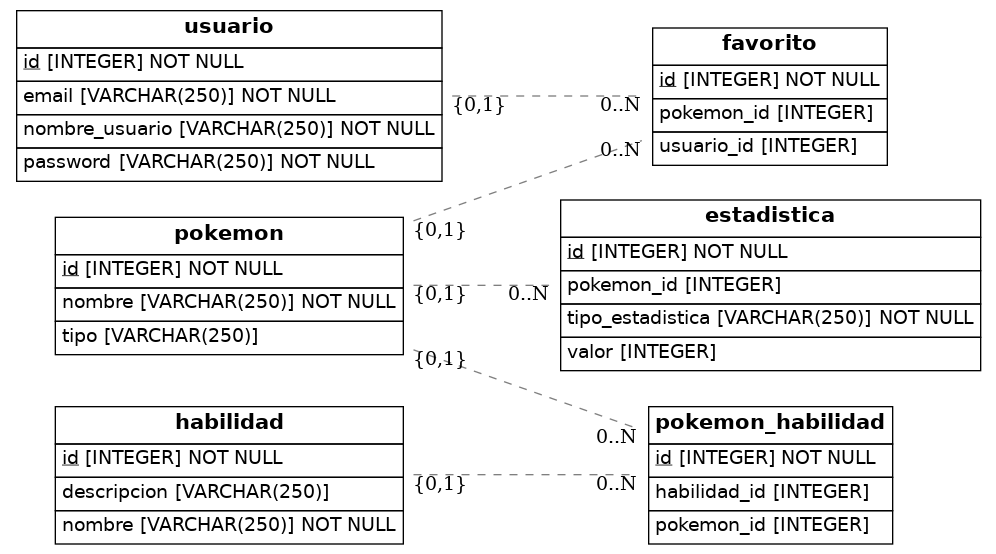 usuario
id [INTEGER] NOT NULL
email [VARCHAR(250)] NOT NULL
nombre_usuario [VARCHAR(250)] NOT NULL
password [VARCHAR(250)] NOT NULL
{0,1}
0..N
favorito
id [INTEGER] NOT NULL
pokemon_id [INTEGER]
usuario_id [INTEGER]
0..N
{0,1}
pokemon
id [INTEGER] NOT NULL
nombre [VARCHAR(250)] NOT NULL
tipo [VARCHAR(250)]
{0,1}
0..N
estadistica
id [INTEGER] NOT NULL
pokemon_id [INTEGER]
tipo_estadistica [VARCHAR(250)] NOT NULL
valor [INTEGER]
{0,1}
0..N
habilidad
id [INTEGER] NOT NULL
descripcion [VARCHAR(250)]
nombre [VARCHAR(250)] NOT NULL
{0,1}
0..N
pokemon_habilidad
id [INTEGER] NOT NULL
habilidad_id [INTEGER]
pokemon_id [INTEGER]